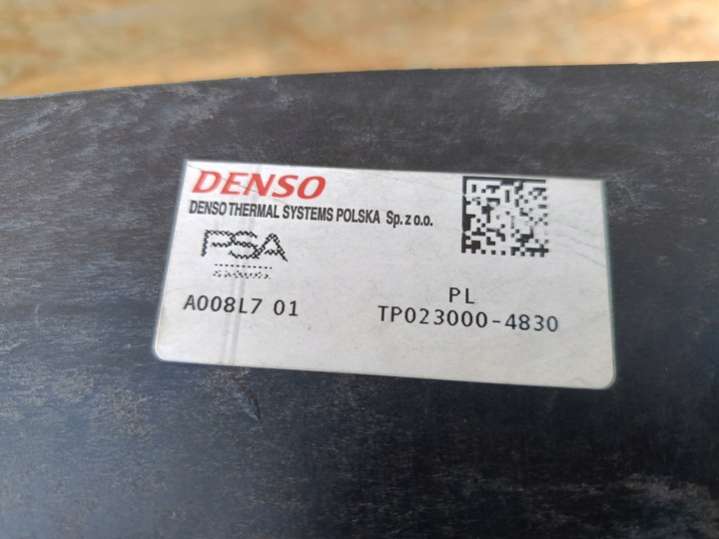 DENSO
DENSO THERMAL SYSTEMS POLSKA Sp. z o.o.
PSA
A008L7 01
PL
TP023000-4830